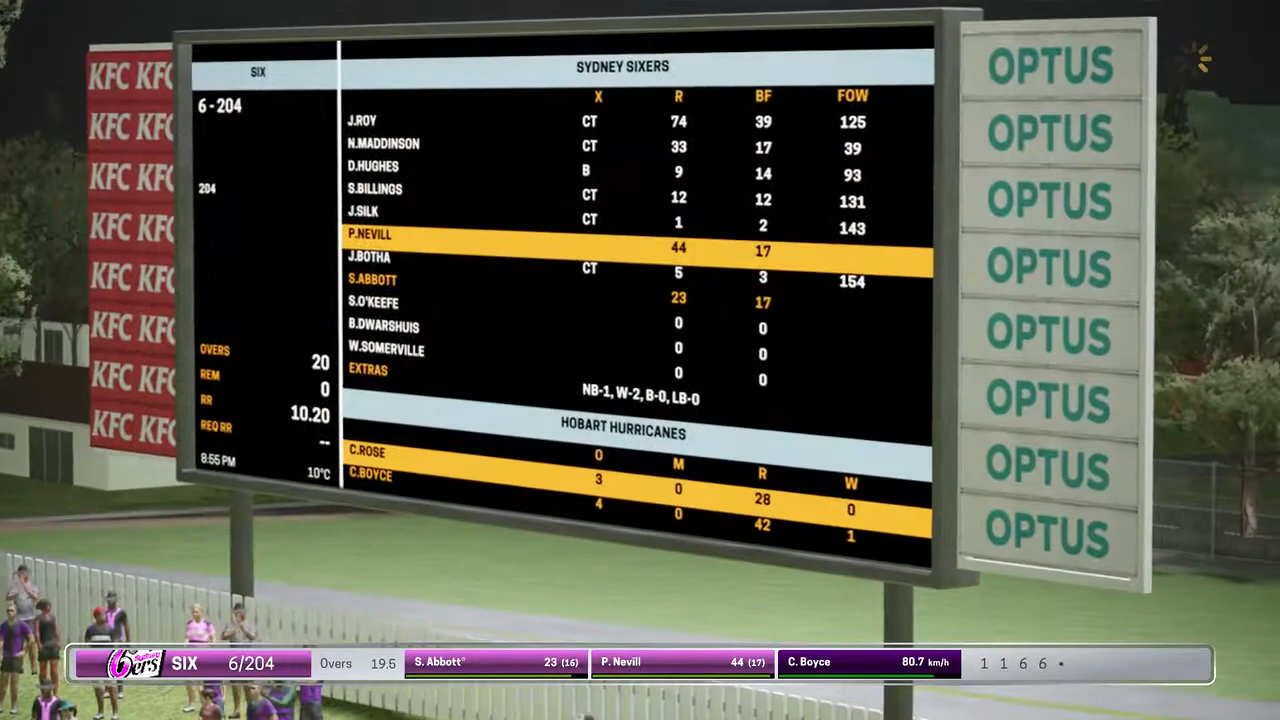 KFC KFC
KFC KFC
KFC KFC
KFC KFC
KFC KFC
KFC KFC
KFC KFC
KFC KFC
SIX
6 - 204
204
OVERS 20
REM 0
RR 10.20
REQ RR --
8:55 PM 10°C
SYDNEY SIXERS
X R BF FOW
J.ROY CT 74 39 125
N.MADDINSON CT 33 17 39
D.HUGHES B 9 14 93
S.BILLINGS CT 12 12 131
J.SILK CT 1 2 143
P.NEVILL 44 17
J.BOTHA CT 5 3 154
S.ABBOTT 23 17
S.O'KEEFE 0 0
B.DWARSHUIS 0 0
W.SOMERVILLE 0 0
EXTRAS NB-1, W-2, B-0, LB-0
HOBART HURRICANES
O M R W
C.ROSE 3 0 28 0
C.BOYCE 4 0 42 1
OPTUS
OPTUS
OPTUS
OPTUS
OPTUS
OPTUS
OPTUS
OPTUS
Sydney 6ers SIX 6/204 Overs 19.5 S. Abbott* 23 (16) P. Nevill 44 (17) C. Boyce 80.7 km/h 1 1 6 6 •